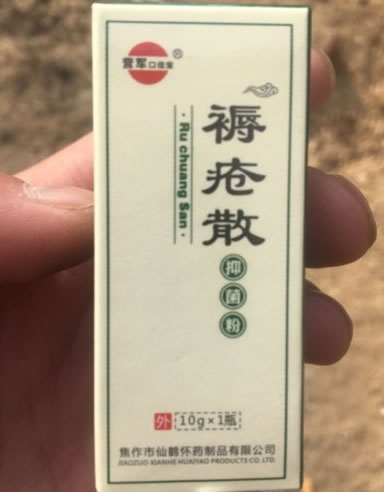 营军口倍宝®
褥疮散
· Ru chuang San ·
抑菌粉
外 10g×1瓶
焦作市仙鹤怀药制品有限公司
JIAOZUO XIANHE HUAIYAO PRODUCTS CO. LTD.